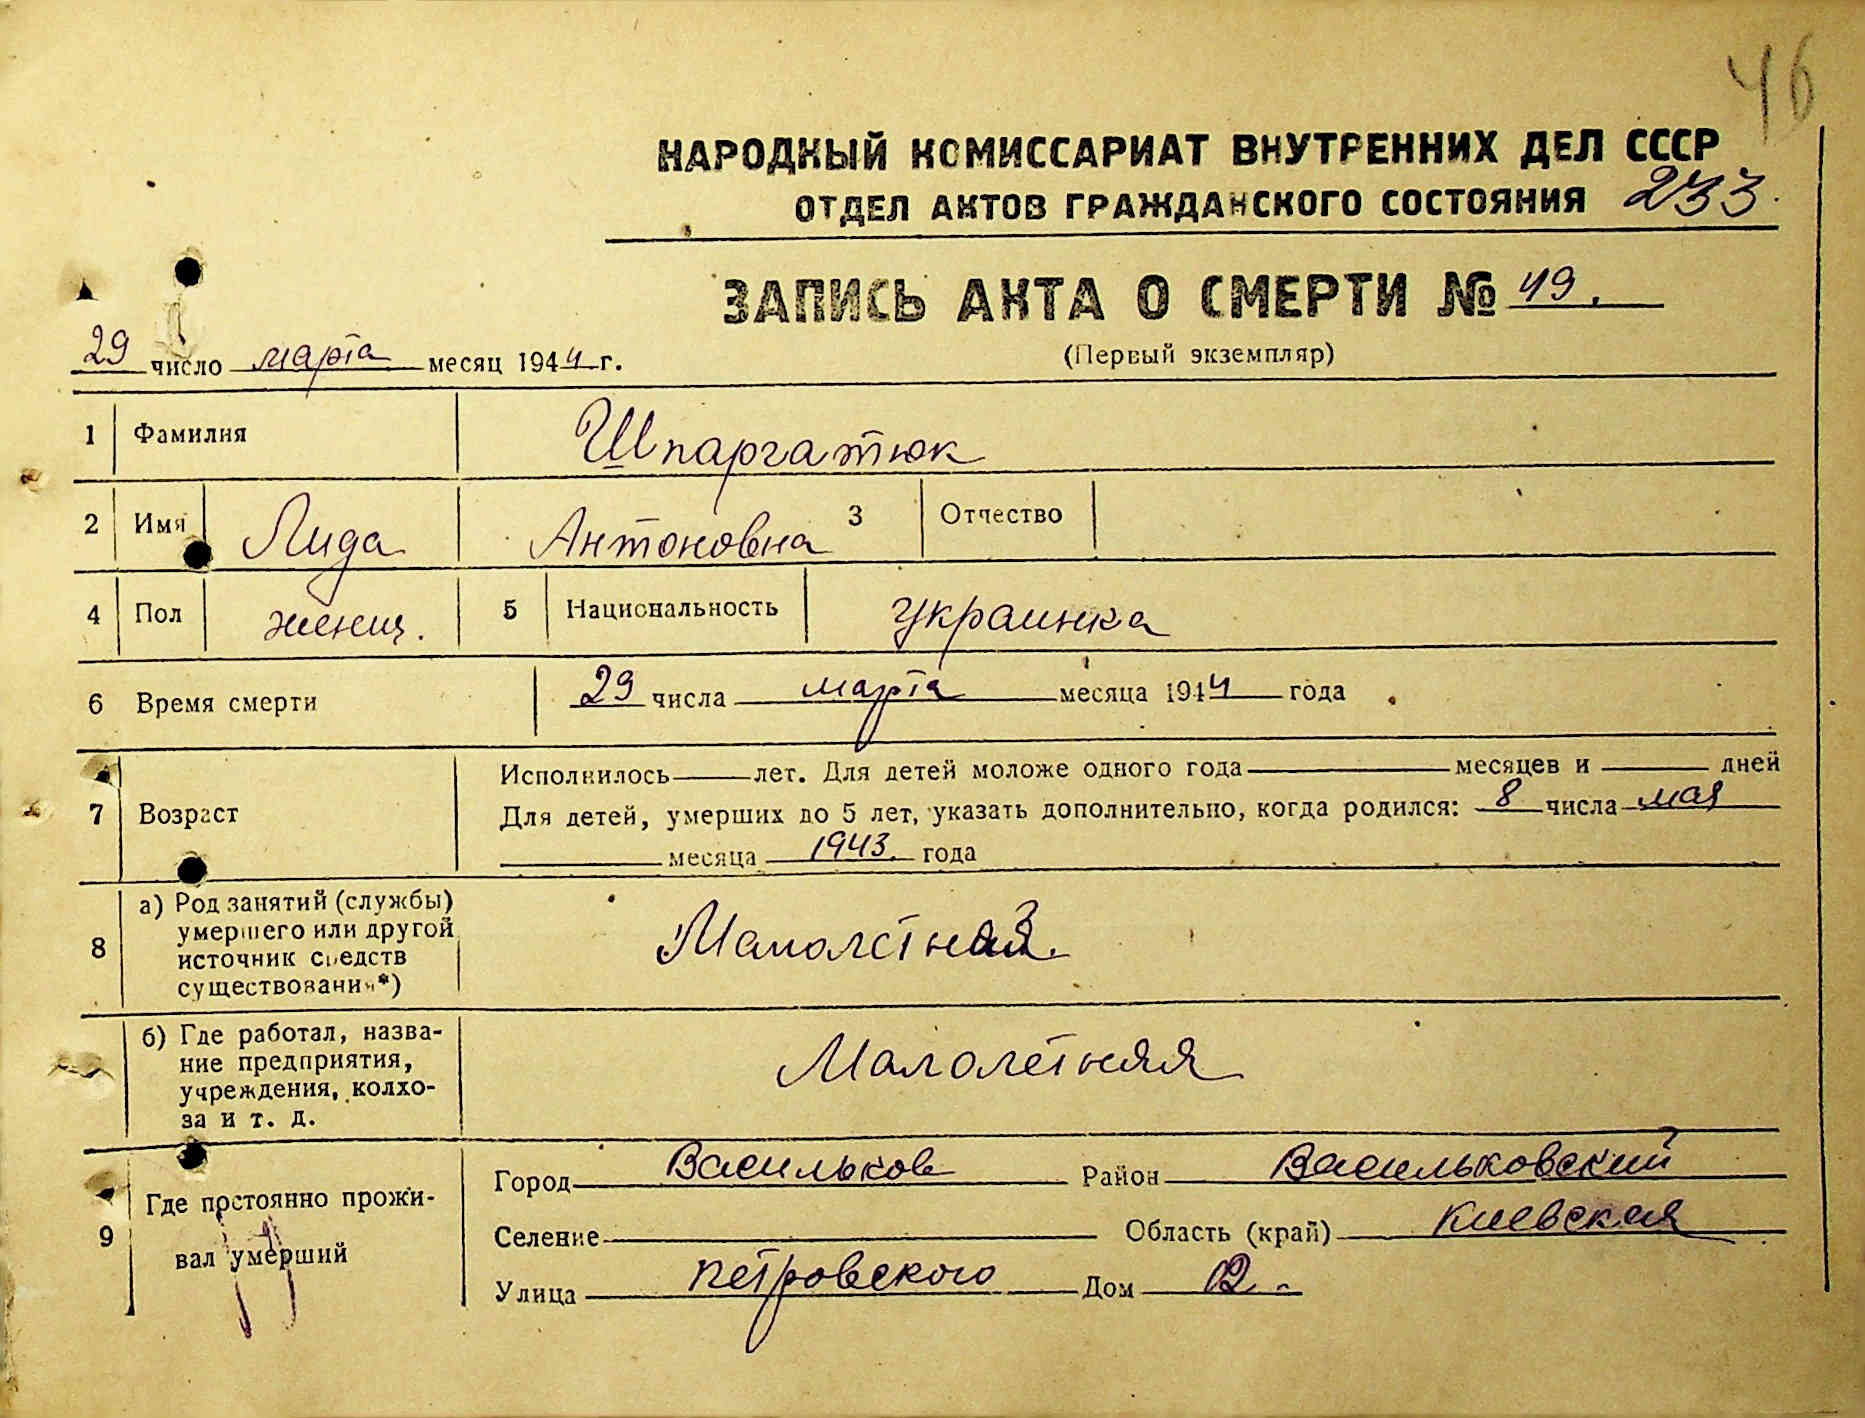 46
НАРОДНЫЙ КОМИССАРИАТ ВНУТРЕННИХ ДЕЛ СССР
ОТДЕЛ АКТОВ ГРАЖДАНСКОГО СОСТОЯНИЯ 233.
ЗАПИСЬ АКТА О СМЕРТИ № 49.
29 число марта месяц 1944 г.
(Первый экземпляр)
1 Фамилия Шпаргатюк
2 Имя Лида Антоновна 3 Отчество
4 Пол женщ. 5 Национальность украинка
6 Время смерти 29 числа марта месяца 1944 года
Исполнилось лет. Для детей моложе одного года месяцев и дней
7 Возраст Для детей, умерших до 5 лет, указать дополнительно, когда родился: 8 числа мая
месяца 1943. года
8 а) Род занятий (службы)
умершего или другой
источник средств
существования*)
Малолетная.
б) Где работал, назва-
ние предприятия,
учреждения, колхо-
за и т. д.
Малолетняя
9 Где постоянно прожи-
вал умерший
Город Васильков Район Васильковский
Селение Область (край) Киевская
Улица Петровского Дом